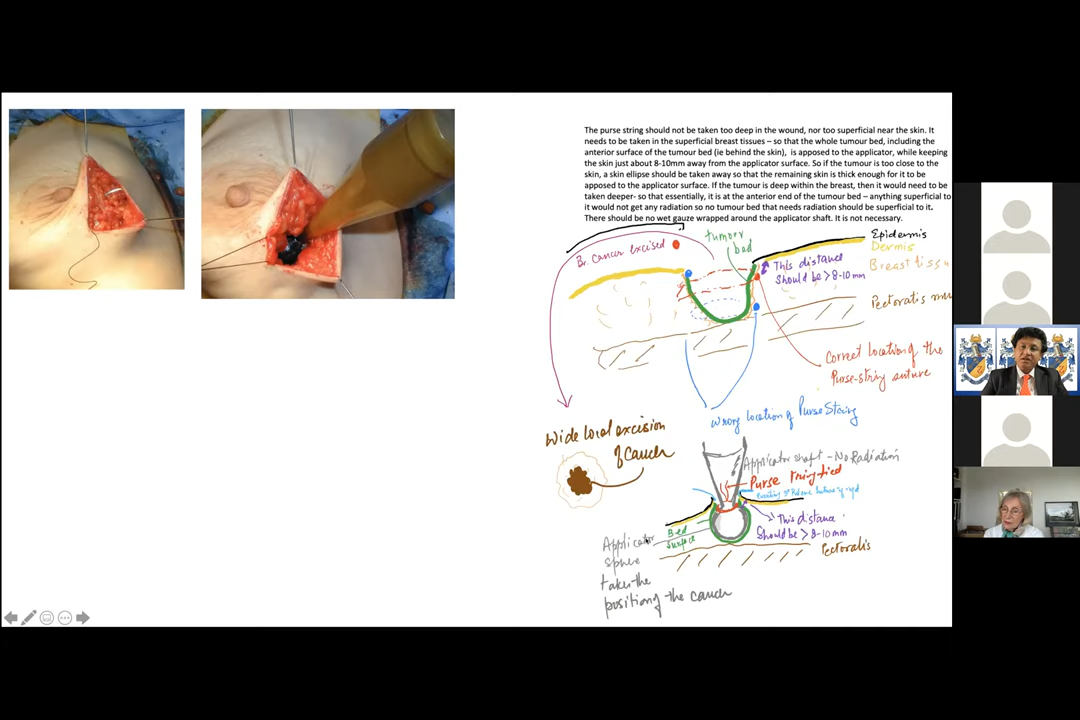 The purse string should not be taken too deep in the wound, nor too superficial near the skin. It
needs to be taken in the superficial breast tissues – so that the whole tumour bed, including the
anterior surface of the tumour bed (ie behind the skin), is apposed to the applicator, while keeping
the skin just about 8-10mm away from the applicator surface. So if the tumour is too close to the
skin, a skin ellipse should be taken away so that the remaining skin is thick enough for it to be
apposed to the applicator surface. If the tumour is deep within the breast, then it would need to be
taken deeper- so that essentially, it is at the anterior end of the tumour bed – anything superficial to
it would not get any radiation so no tumour bed that needs radiation should be superficial to it.
There should be no wet gauze wrapped around the applicator shaft. It is not necessary.
Br. Cancer excised
tumour
bed
Epidermis
Dermis
Breast tissu
This distance
Should be > 8-10mm
Pectoralis mu
Correct location of the
Purse-string suture
Wrong location of Purse String
Wide local excision
of cancer
Applicator shaft - No Radiation
Purse string tied
This distance
Should be > 8-10 mm
Bed
Surface
Pectoralis
Applicator
Sphere
takes the
position of the cancer